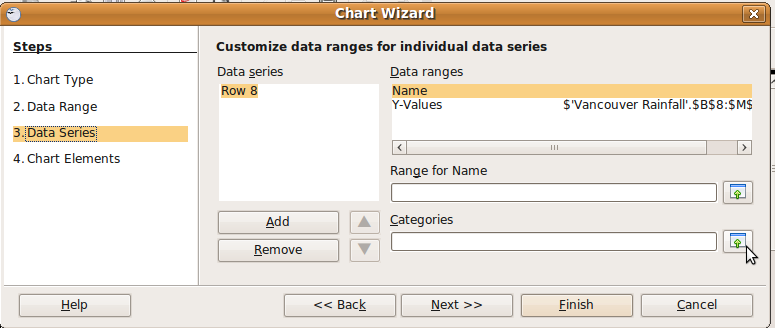 Chart Wizard
Steps
1. Chart Type
2. Data Range
3. Data Series
4. Chart Elements
Customize data ranges for individual data series
Data series
Row 8
Add
Remove
Data ranges
Name
Y-Values $'Vancouver Rainfall'.$B$8:$M$
Range for Name
Categories
Help
<< Back
Next >>
Finish
Cancel